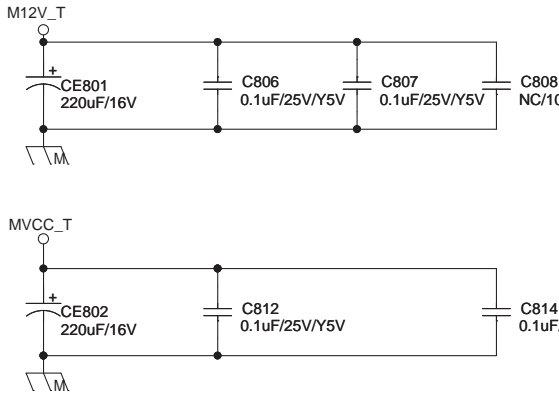 M12V_T
+
CE801
220uF/16V
C806
0.1uF/25V/Y5V
C807
0.1uF/25V/Y5V
C808
M
MVCC_T
+
CE802
220uF/16V
C812
0.1uF/25V/Y5V
C814
M